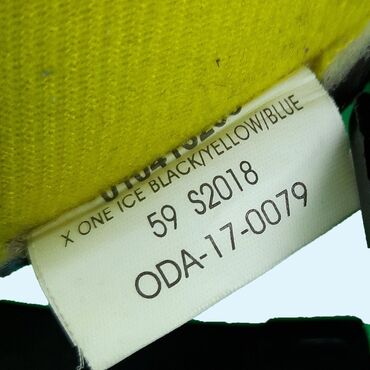 X ONE ICE BLACK/YELLOW/BLUE
59 S2018
ODA-17-0079